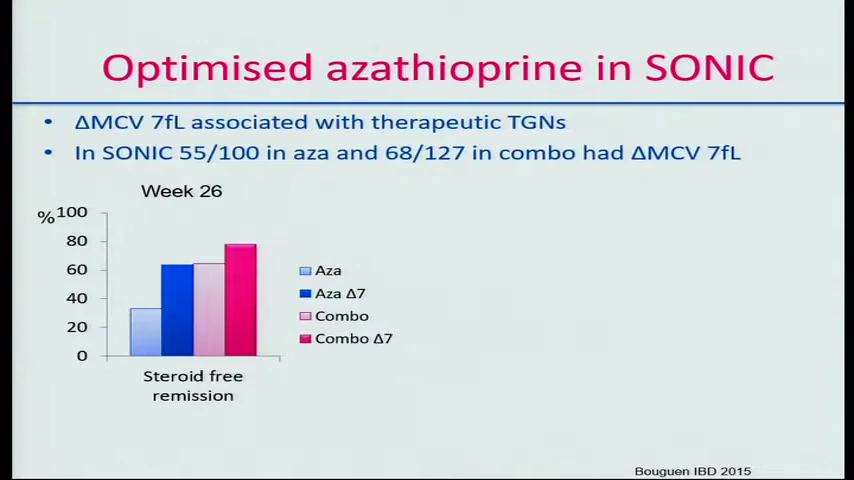 Optimised azathioprine in SONIC
• ΔMCV 7fL associated with therapeutic TGNs
• In SONIC 55/100 in aza and 68/127 in combo had ΔMCV 7fL
Week 26
%
100
80
60
40
20
0
Steroid free
remission
Aza
Aza Δ7
Combo
Combo Δ7
Bouguen IBD 2015